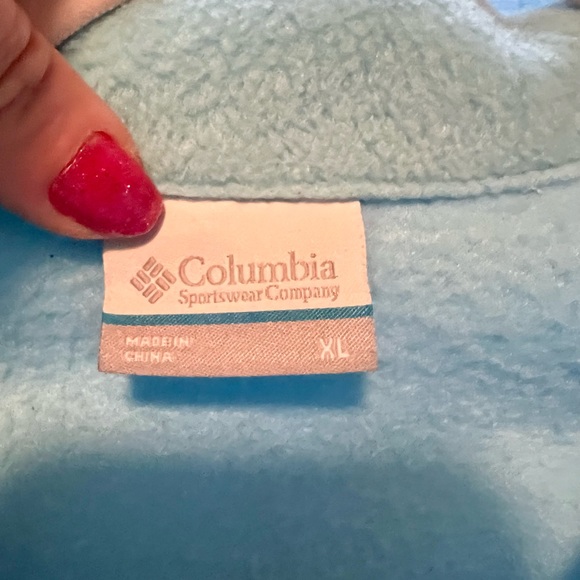 Columbia
Sportswear Company
MADE IN
CHINA
XL